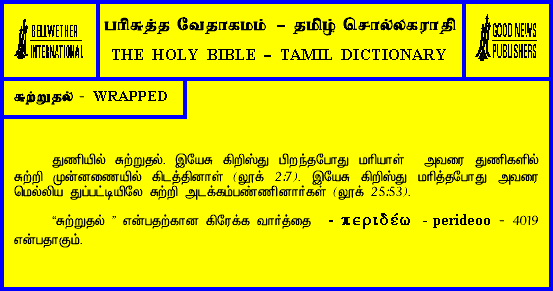 BELLWETHER
INTERNATIONAL
பரிசுத்த வேதாகமம் – தமிழ் சொல்லகராதி
THE HOLY BIBLE – TAMIL DICTIONARY
GOOD NEWS
PUBLISHERS
சுற்றுதல் - WRAPPED
துணியில் சுற்றுதல். இயேசு கிறிஸ்து பிறந்தபோது மரியாள் அவரை துணிகளில்
சுற்றி முன்னணையில் கிடத்தினாள் (லூக் 2:7). இயேசு கிறிஸ்து மரித்தபோது அவரை
மெல்லிய துப்பட்டியிலே சுற்றி அடக்கம்பண்ணினார்கள் (லூக் 25:53).
“சுற்றுதல் ” என்பதற்கான கிரேக்க வார்த்தை - περιδέω - perideoo - 4019
என்பதாகும்.